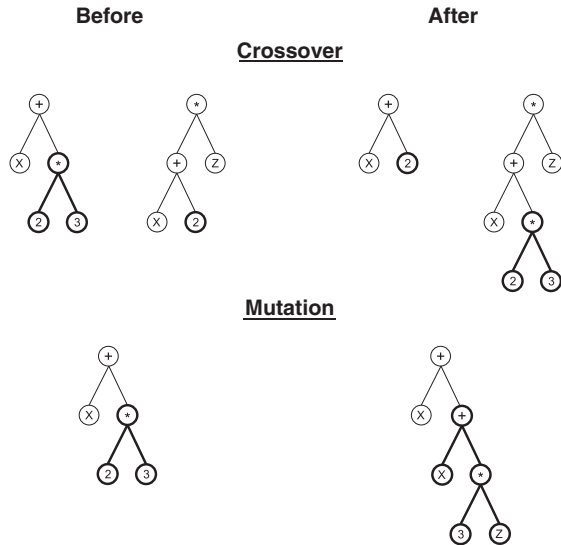 Before After
Crossover
+ * + *
X * + Z X 2 + Z
2 3 X 2 X *
2 3
Mutation
+ +
X * X +
2 3 X *
3 Z